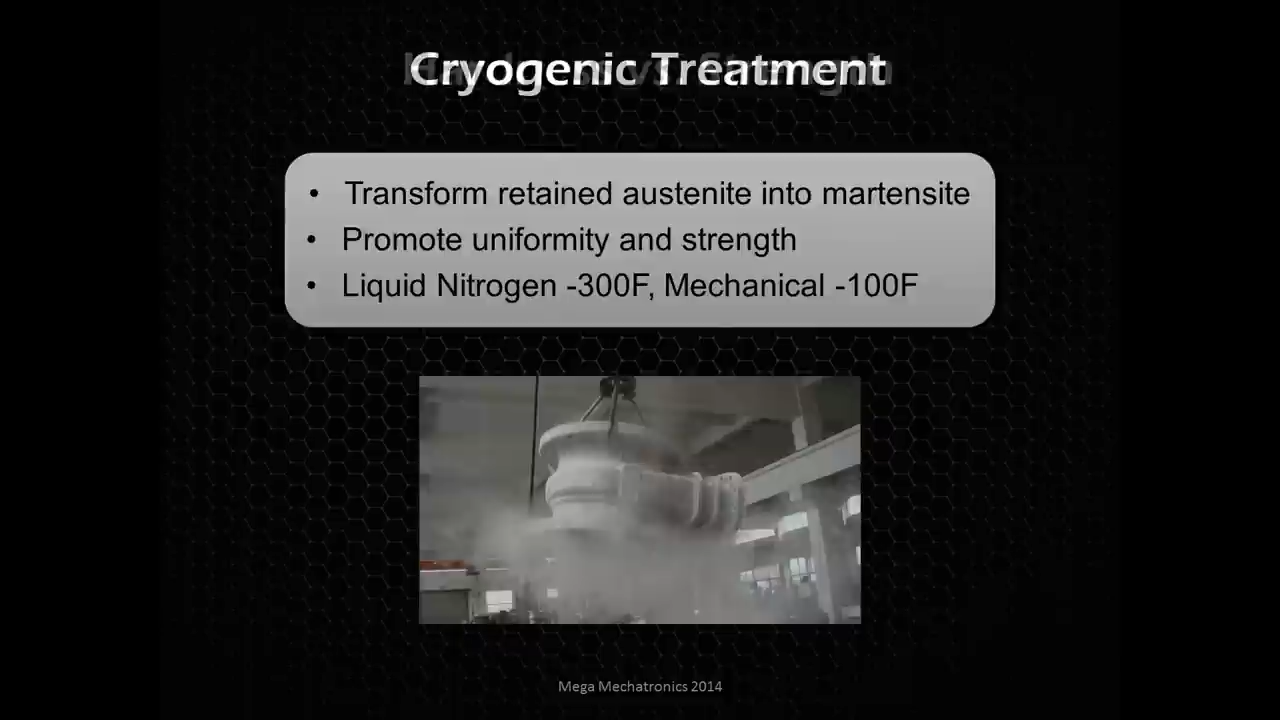 Cryogenic Treatment
• Transform retained austenite into martensite
• Promote uniformity and strength
• Liquid Nitrogen -300F, Mechanical -100F
Mega Mechatronics 2014